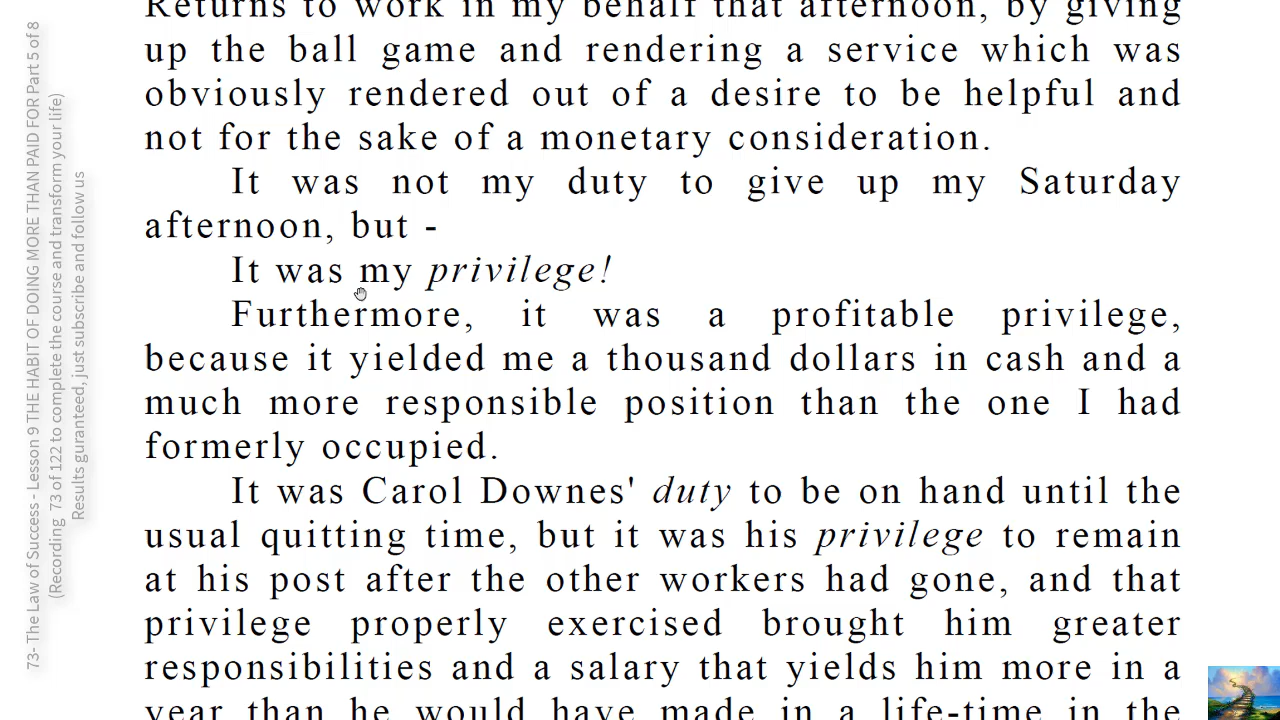 Returns to work in my behalf that afternoon, by giving
up the ball game and rendering a service which was
obviously rendered out of a desire to be helpful and
not for the sake of a monetary consideration.
It was not my duty to give up my Saturday
afternoon, but -
It was my privilege!
Furthermore, it was a profitable privilege,
because it yielded me a thousand dollars in cash and a
much more responsible position than the one I had
formerly occupied.
It was Carol Downes' duty to be on hand until the
usual quitting time, but it was his privilege to remain
at his post after the other workers had gone, and that
privilege properly exercised brought him greater
responsibilities and a salary that yields him more in a
year than he would have made in a life-time in the
73- The Law of Success - Lesson 9 THE HABIT OF DOING MORE THAN PAID FOR Part 5 of 8
(Recording 73 of 122 to complete the course and transform your life)
Results guranteed, just subscribe and follow us